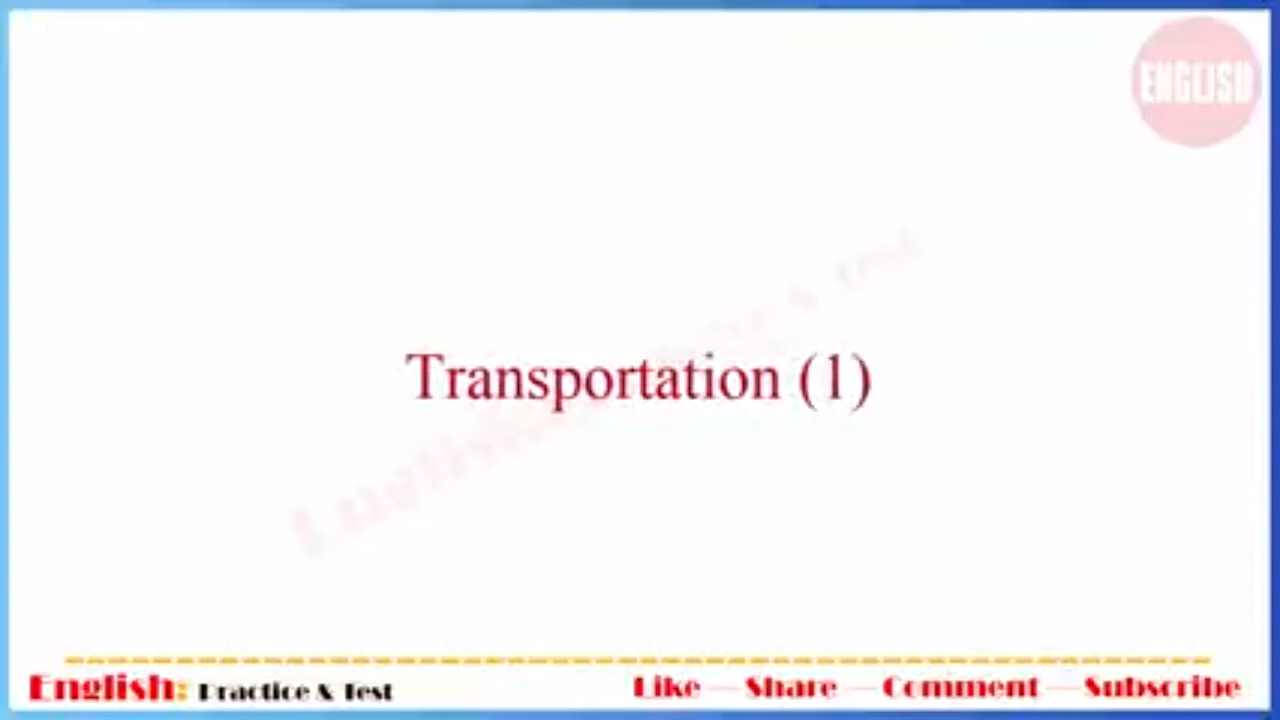 ENGLISH
Transportation (1)
English: Practice & Test
Like — Share — Comment — Subscribe